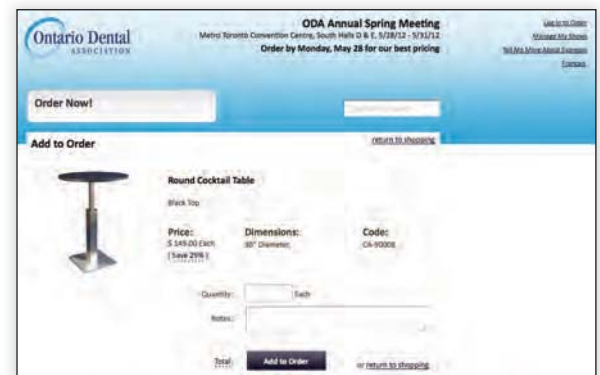 Ontario Dental
ASSOCIATION
ODA Annual Spring Meeting
Metro Toronto Convention Centre, South Halls D & E, 5/28/12 - 5/31/12
Order by Monday, May 28 for our best pricing
Log In to Order
Manage My Shows
Tell Me More About
Français
Order Now!
Add to Order
return to shopping
Round Cocktail Table
Black Top
Price:
Dimensions:
Code:
$ 149.00 Each
30" Diameter
CA-90008
( Save 29% )
Quantity:
Each
Notes:
Total:
Add to Order
or return to shopping